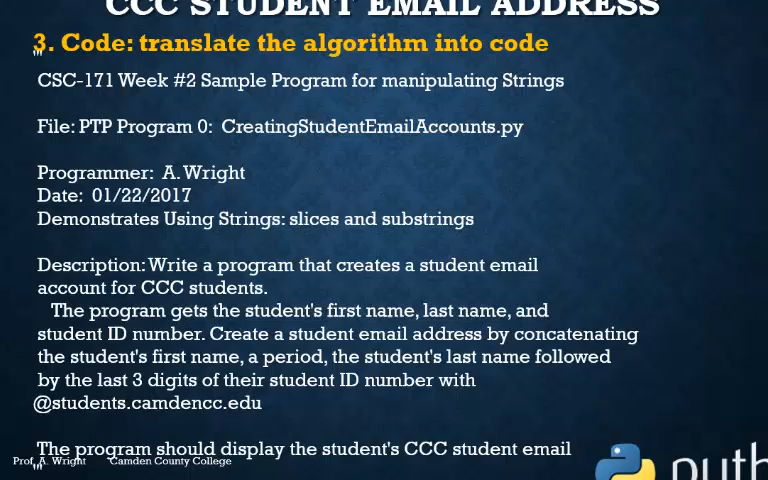 CCC STUDENT EMAIL ADDRESS
3. Code: translate the algorithm into code
"
CSC-171 Week #2 Sample Program for manipulating Strings
File: PTP Program 0: CreatingStudentEmailAccounts.py
Programmer: A. Wright
Date: 01/22/2017
Demonstrates Using Strings: slices and substrings
Description: Write a program that creates a student email
account for CCC students.
The program gets the student's first name, last name, and
student ID number. Create a student email address by concatenating
the student's first name, a period, the student's last name followed
by the last 3 digits of their student ID number with
@students.camdencc.edu
The program should display the student's CCC student email
Prof. A. Wright Camden County College
"